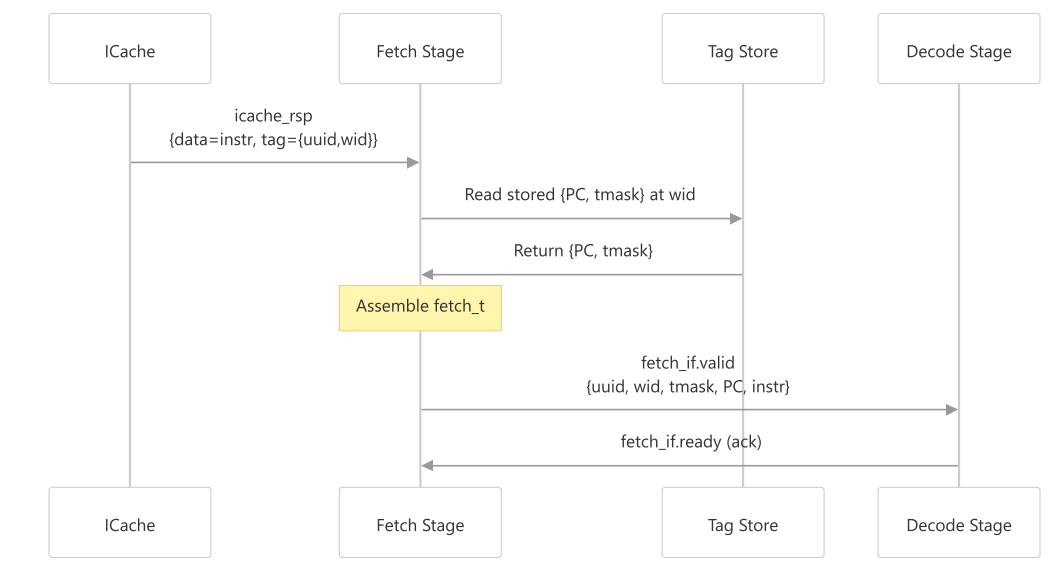 ICache
Fetch Stage
Tag Store
Decode Stage
icache_rsp
{data=instr, tag={uuid,wid}}
Read stored {PC, tmask} at wid
Return {PC, tmask}
Assemble fetch_t
fetch_if.valid
{uuid, wid, tmask, PC, instr}
fetch_if.ready (ack)
ICache
Fetch Stage
Tag Store
Decode Stage